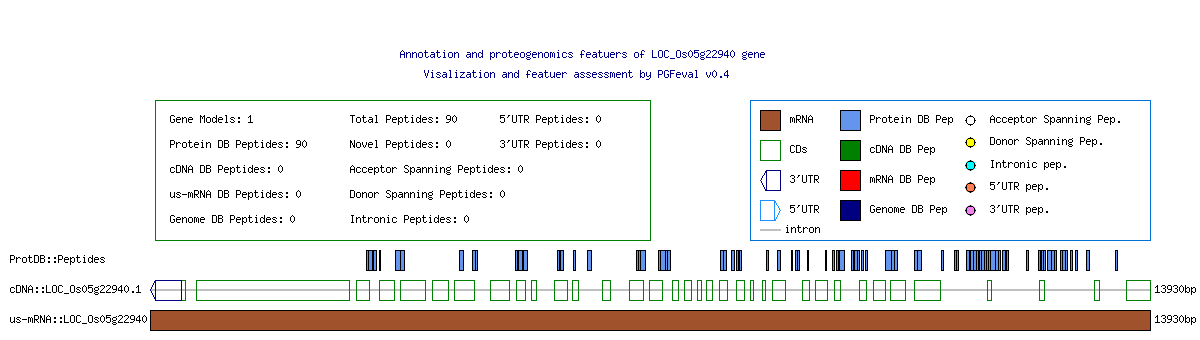 Annotation and proteogenomics featuers of LOC_Os05g22940 gene
Visalization and featuer assessment by PGFeval v0.4
Gene Models: 1 Total Peptides: 90 5'UTR Peptides: 0
Protein DB Peptides: 90 Novel Peptides: 0 3'UTR Peptides: 0
cDNA DB Peptides: 0 Acceptor Spanning Peptides: 0
us-mRNA DB Peptides: 0 Donor Spanning Peptides: 0
Genome DB Peptides: 0 Intronic Peptides: 0
mRNA Protein DB Pep Acceptor Spanning Pep.
CDs cDNA DB Pep Donor Spanning Pep.
3'UTR mRNA DB Pep Intronic pep.
5'UTR Genome DB Pep 5'UTR pep.
intron 3'UTR pep.
ProtDB::Peptides
cDNA::LOC_Os05g22940.1 13930bp
us-mRNA::LOC_Os05g22940 13930bp